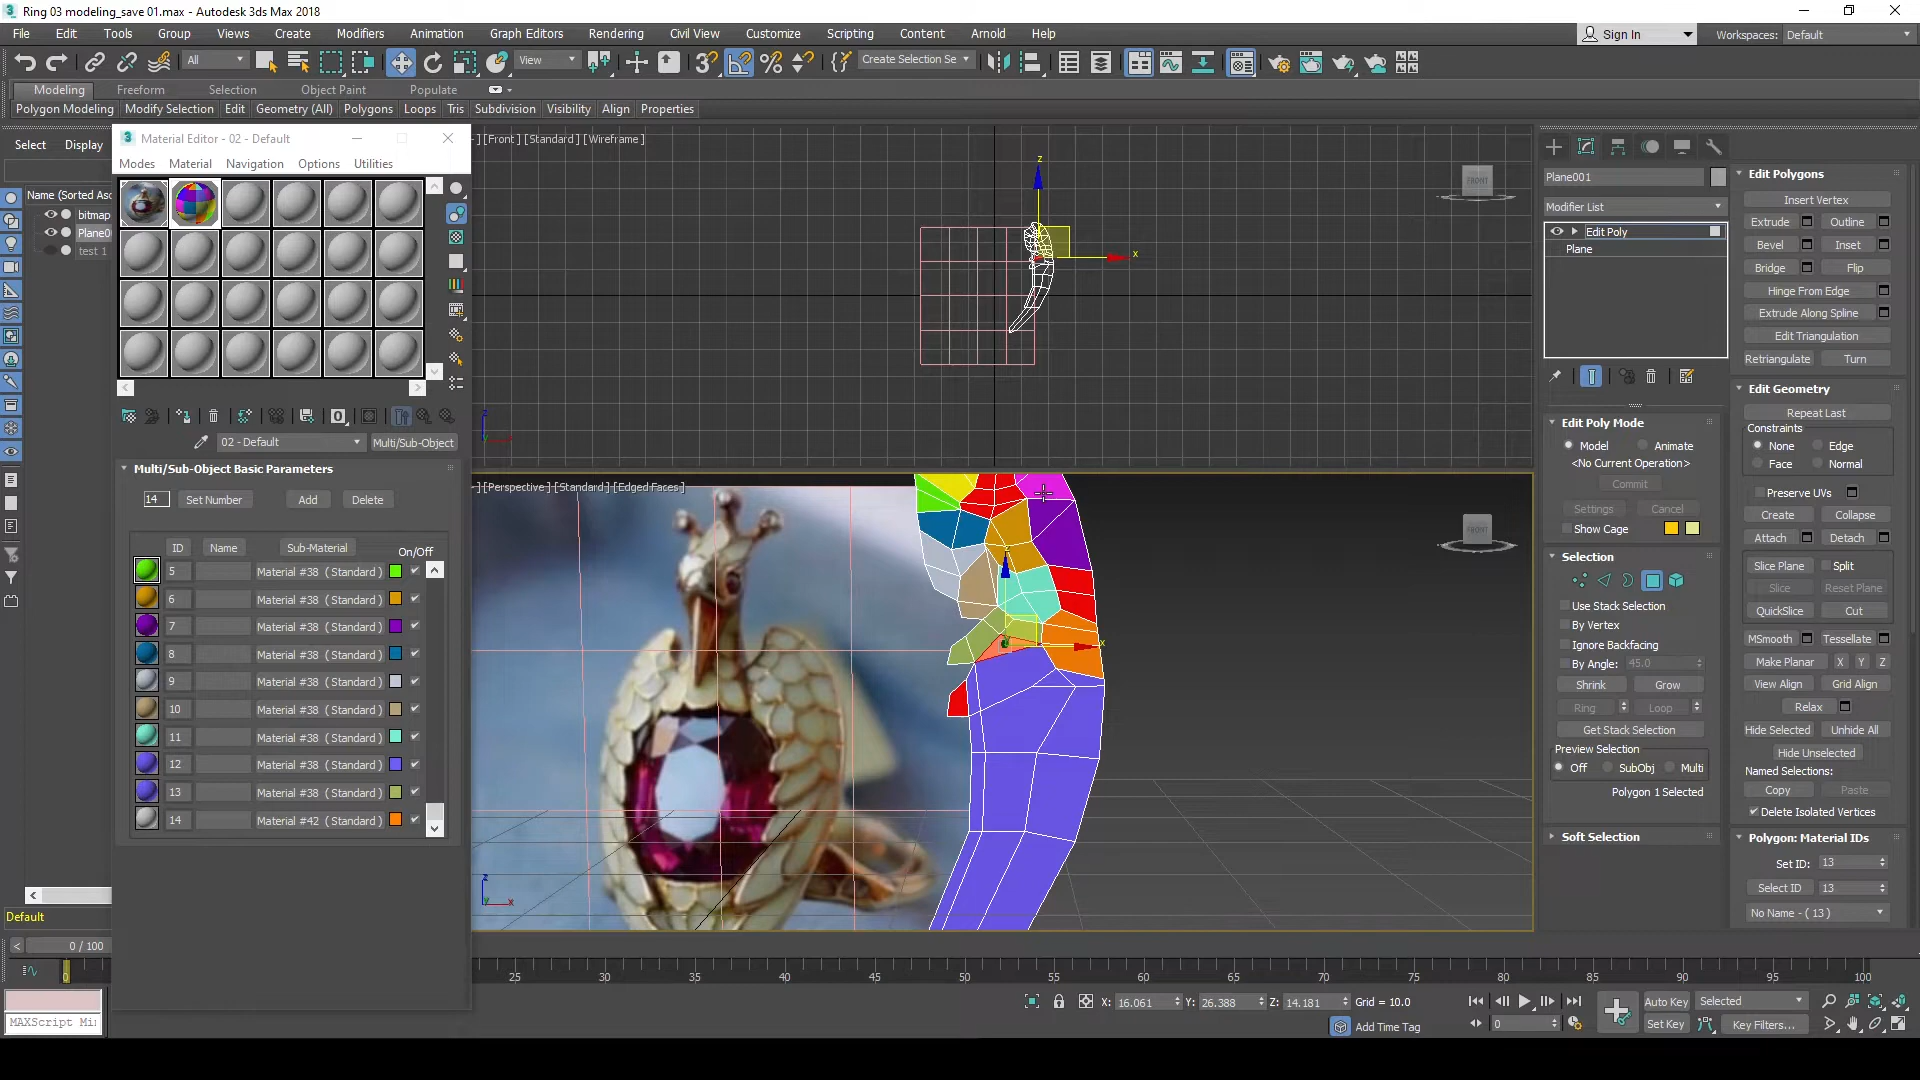 Ring 03 modeling_save 01.max - Autodesk 3ds Max 2018
File Edit Tools Group Views Create Modifiers Animation Graph Editors Rendering Civil View Customize Scripting Content Arnold Help
Sign In
Workspaces: Default
All
View
Create Selection Se
Modeling Freeform Selection Object Paint Populate
Polygon Modeling Modify Selection Edit Geometry (All) Polygons Loops Tris Subdivision Visibility Align Properties
Select Display
Name (Sorted Asc
bitmap
Plane0
test 1
Material Editor - 02 - Default
Modes Material Navigation Options Utilities
02 - Default
Multi/Sub-Object
Multi/Sub-Object Basic Parameters
14 Set Number Add Delete
ID Name Sub-Material On/Off
5 Material #38 ( Standard )
6 Material #38 ( Standard )
7 Material #38 ( Standard )
8 Material #38 ( Standard )
9 Material #38 ( Standard )
10 Material #38 ( Standard )
11 Material #38 ( Standard )
12 Material #38 ( Standard )
13 Material #38 ( Standard )
14 Material #42 ( Standard )
] [Front ] [Standard ] [Wireframe ]
z
x
FRONT
] [Perspective ] [Standard ] [Edged Faces ]
x
FRONT
z
x
Plane001
Modifier List
Edit Poly
Plane
Edit Poly Mode
Model Animate
<No Current Operation>
Commit
Settings Cancel
Show Cage
Selection
Use Stack Selection
By Vertex
Ignore Backfacing
By Angle: 45.0
Shrink Grow
Ring Loop
Get Stack Selection
Preview Selection
Off SubObj Multi
Polygon 1 Selected
Soft Selection
Edit Polygons
Insert Vertex
Extrude Outline
Bevel Inset
Bridge Flip
Hinge From Edge
Extrude Along Spline
Edit Triangulation
Retriangulate Turn
Edit Geometry
Repeat Last
Constraints
None Edge
Face Normal
Preserve UVs
Create Collapse
Attach Detach
Slice Plane Split
Slice Reset Plane
QuickSlice Cut
MSmooth Tessellate
Make Planar X Y Z
View Align Grid Align
Relax
Hide Selected Unhide All
Hide Unselected
Named Selections:
Copy Paste
Delete Isolated Vertices
Polygon: Material IDs
Set ID: 13
Select ID 13
No Name - ( 13 )
Default
0 / 100
0 25 30 35 40 45 50 55 60 65 70 75 80 85 90 95 100
MAXScript Mi
X: 16.061 Y: 26.388 Z: 14.181 Grid = 10.0
Add Time Tag
0
Auto Key Selected
Set Key Key Filters...